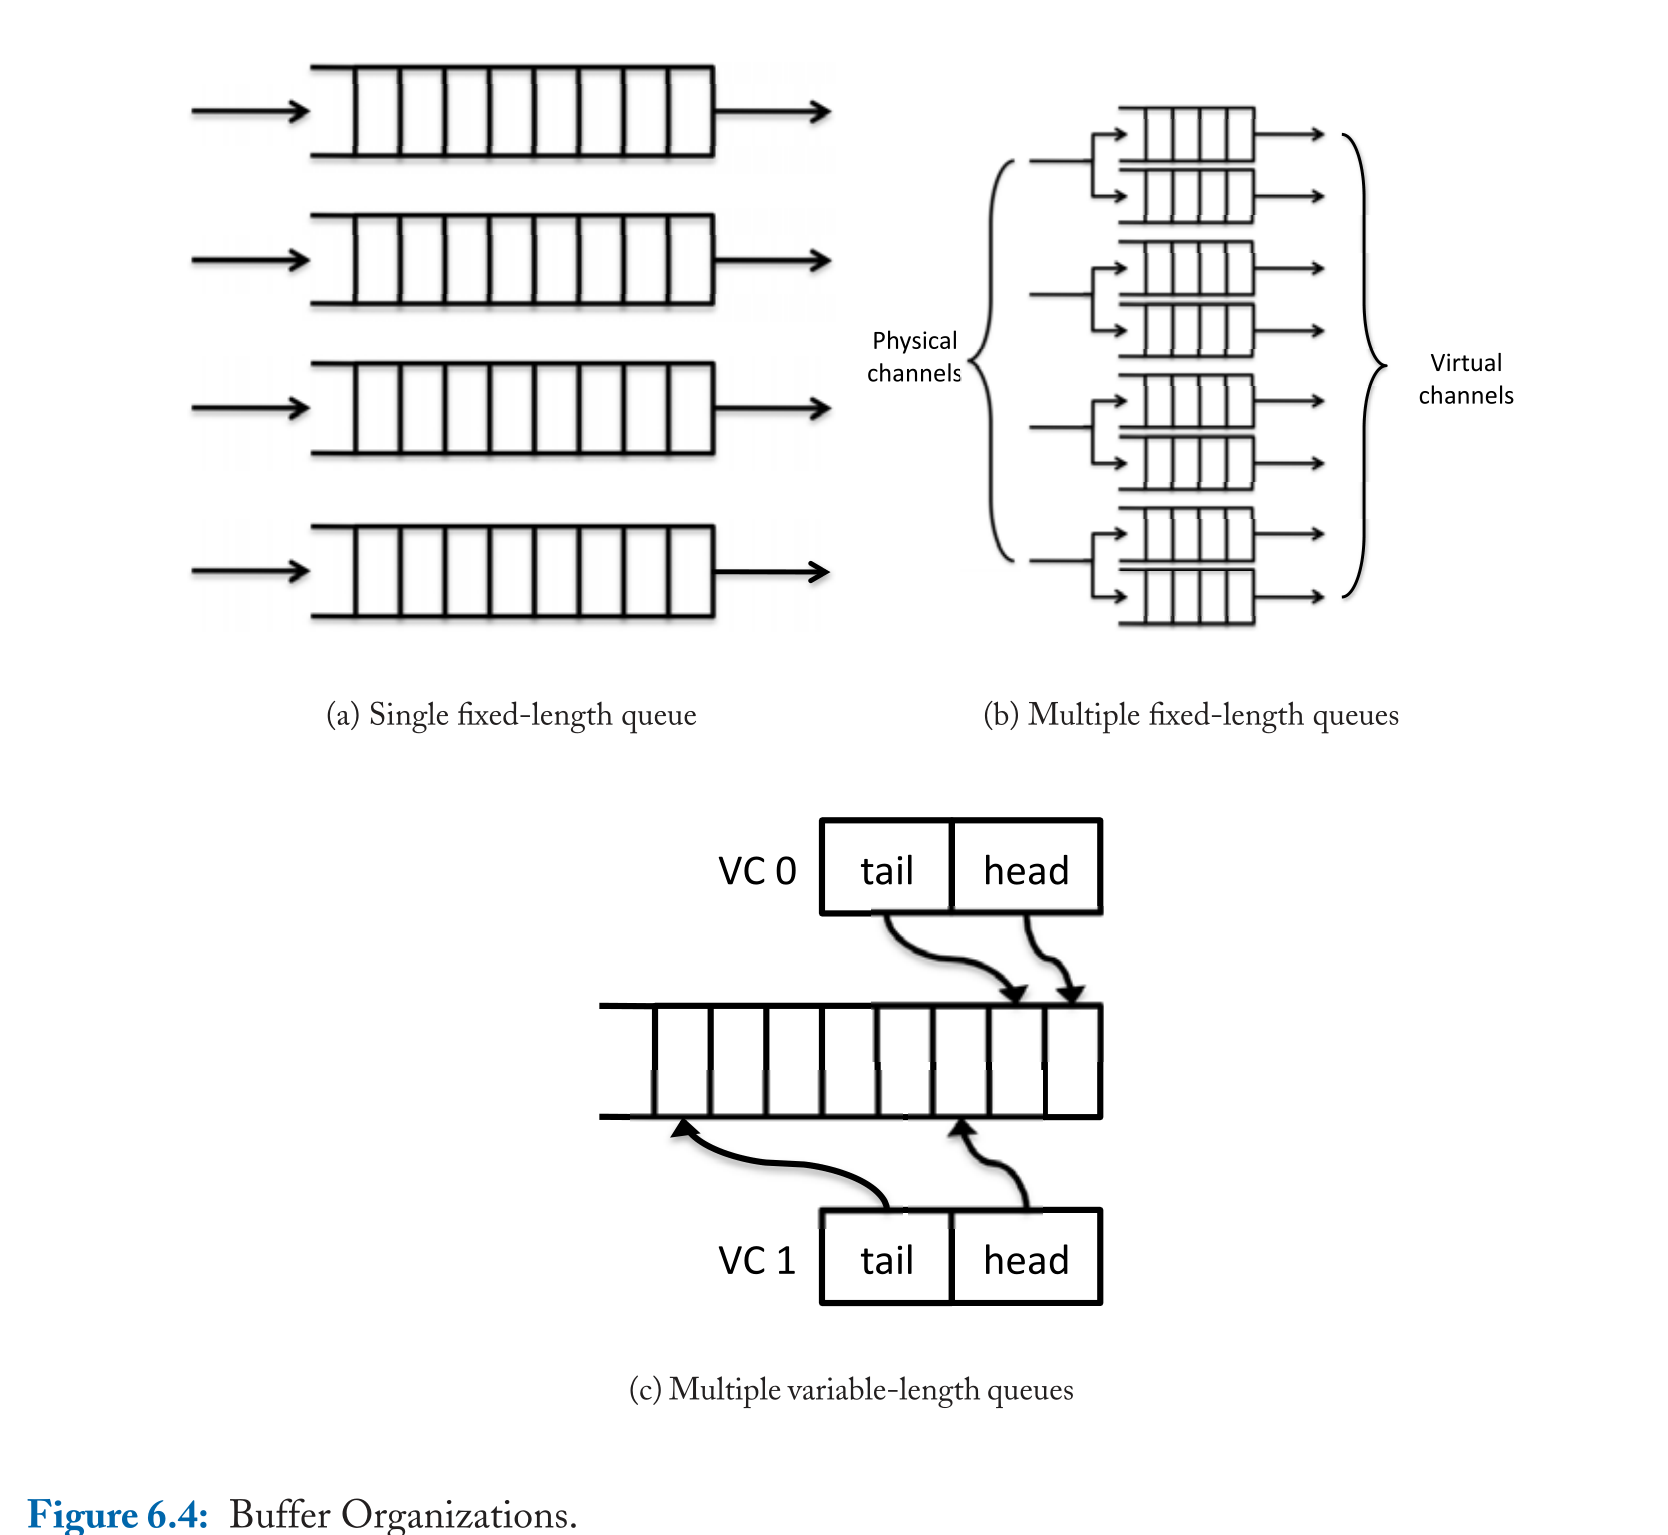 Physical
channels
Virtual
channels
(a) Single fixed-length queue
(b) Multiple fixed-length queues
VC 0
tail
head
VC 1
tail
head
(c) Multiple variable-length queues
Figure 6.4: Buffer Organizations.